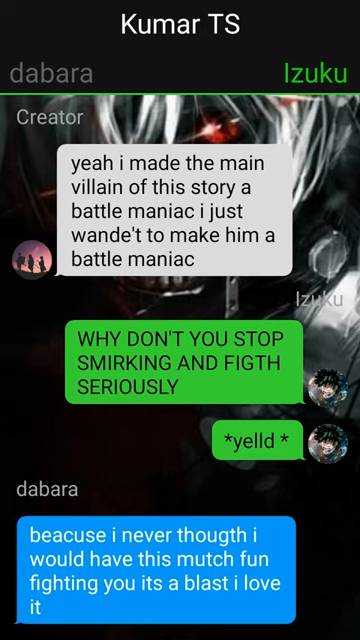 Kumar TS
dabara
Izuku
Creator
yeah i made the main
villain of this story a
battle maniac i just
wande't to make him a
battle maniac
Izuku
WHY DON'T YOU STOP
SMIRKING AND FIGTH
SERIOUSLY
*yelld *
dabara
beacuse i never thougth i
would have this mutch fun
fighting you its a blast i love
it